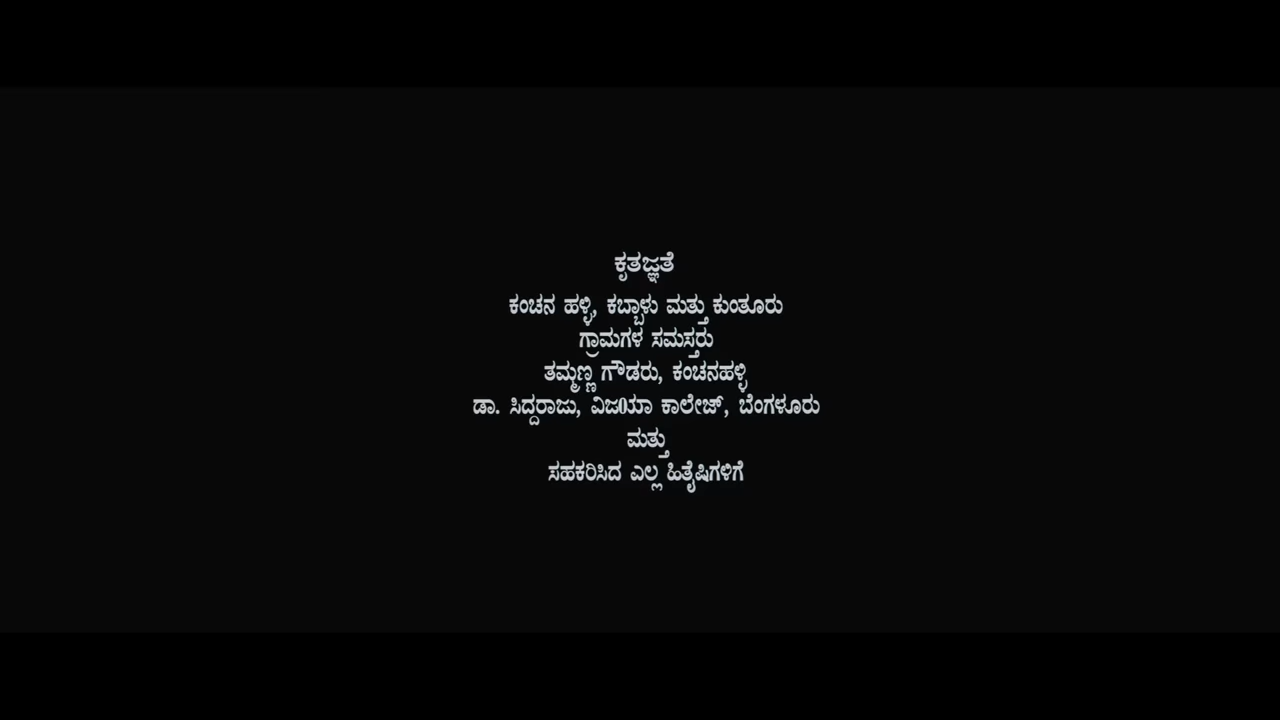 ಕೃತಜ್ಞತೆ
ಕಂಚನ ಹಳ್ಳಿ, ಕಬ್ಬಾಳು ಮತ್ತು ಕುಂತೂರು
ಗ್ರಾಮಗಳ ಸಮಸ್ತರು
ತಮ್ಮಣ್ಣ ಗೌಡರು, ಕಂಚನಹಳ್ಳಿ
ಡಾ. ಸಿದ್ದರಾಜು, ವಿಜ0ಯಾ ಕಾಲೇಜ್, ಬೆಂಗಳೂರು
ಮತ್ತು
ಸಹಕರಿಸಿದ ಎಲ್ಲ ಹಿತೈಷಿಗಳಿಗೆ